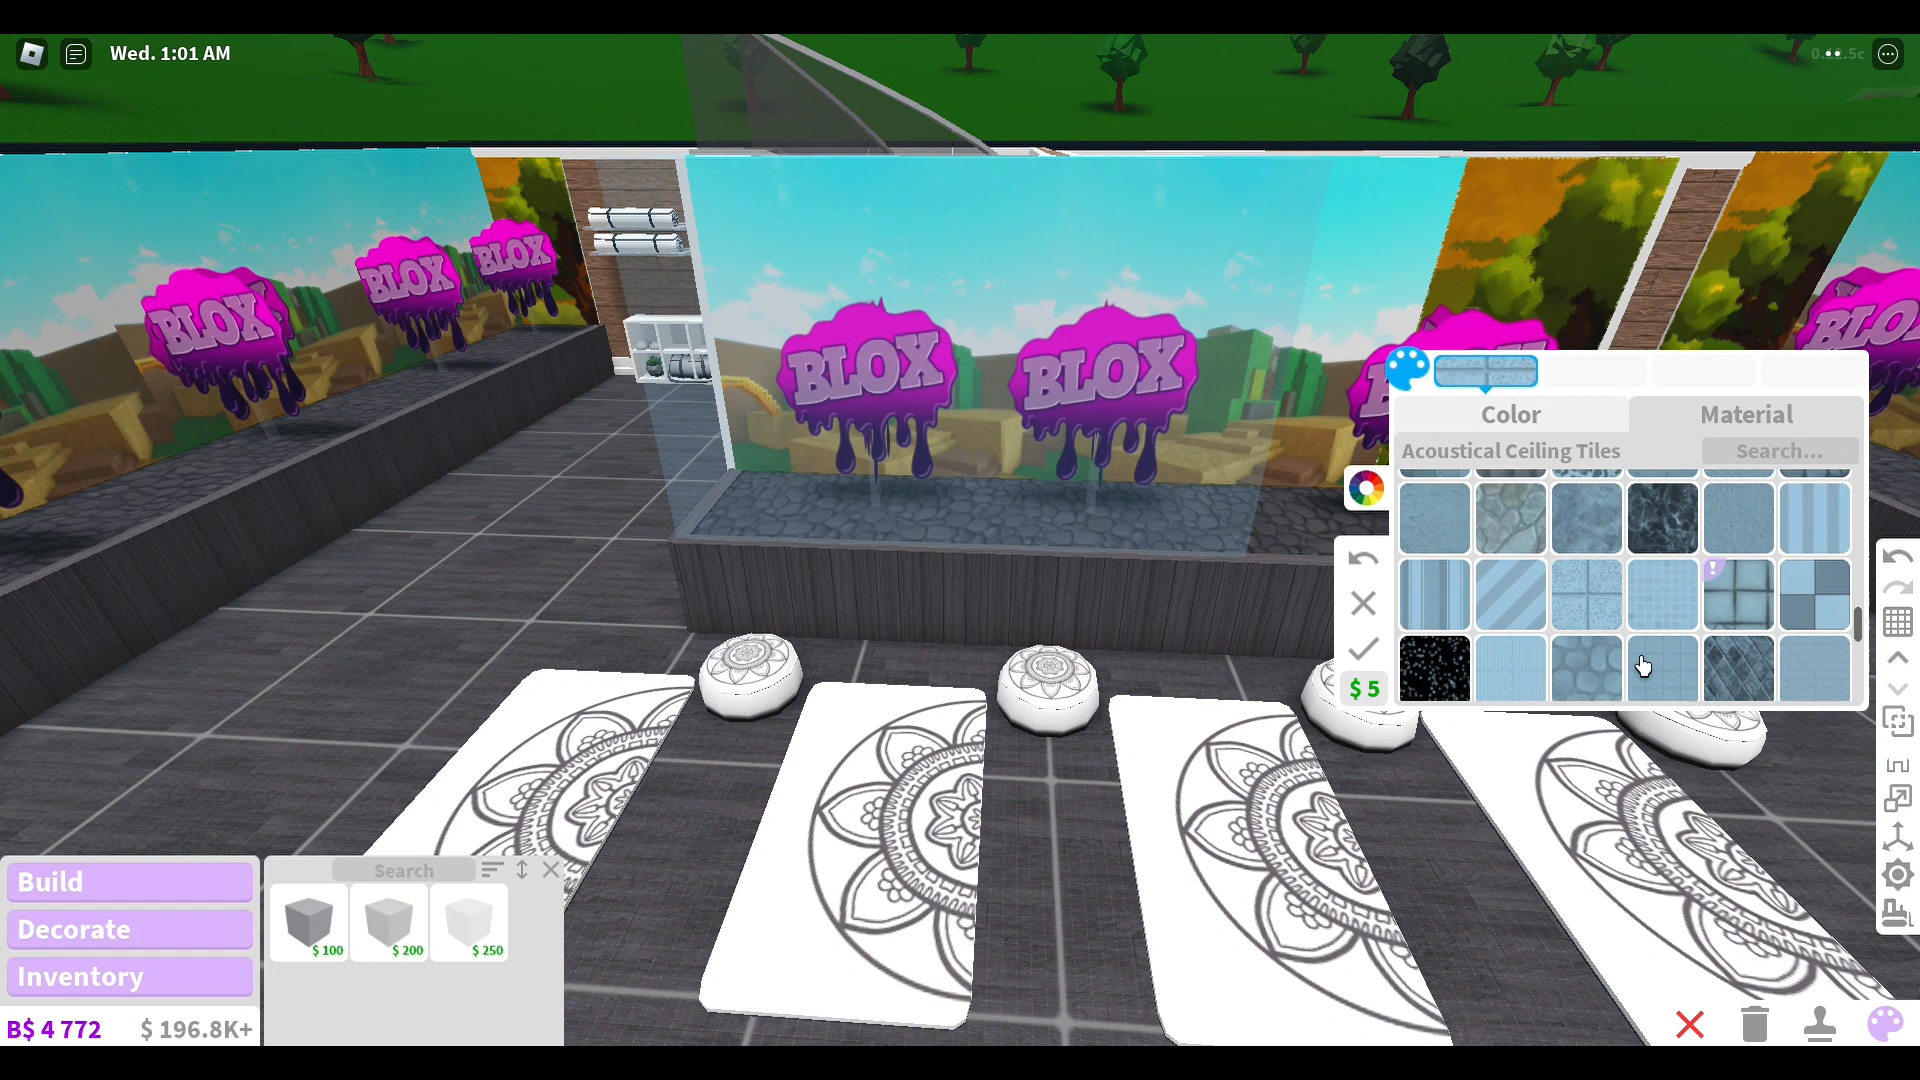 Wed. 1:01 AM
BLOX
BLOX
BLOX
BLOX
BLOX
Color
Material
Acoustical Ceiling Tiles
Search...
$ 5
Build
Decorate
Inventory
B$ 4 772
$ 196.8K+
Search
$ 100
$ 200
$ 250